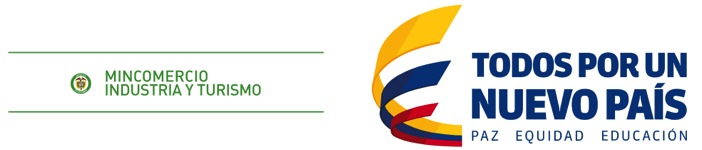 MINCOMERCIO
INDUSTRIA Y TURISMO
TODOS POR UN
NUEVO PAÍS
PAZ EQUIDAD EDUCACIÓN